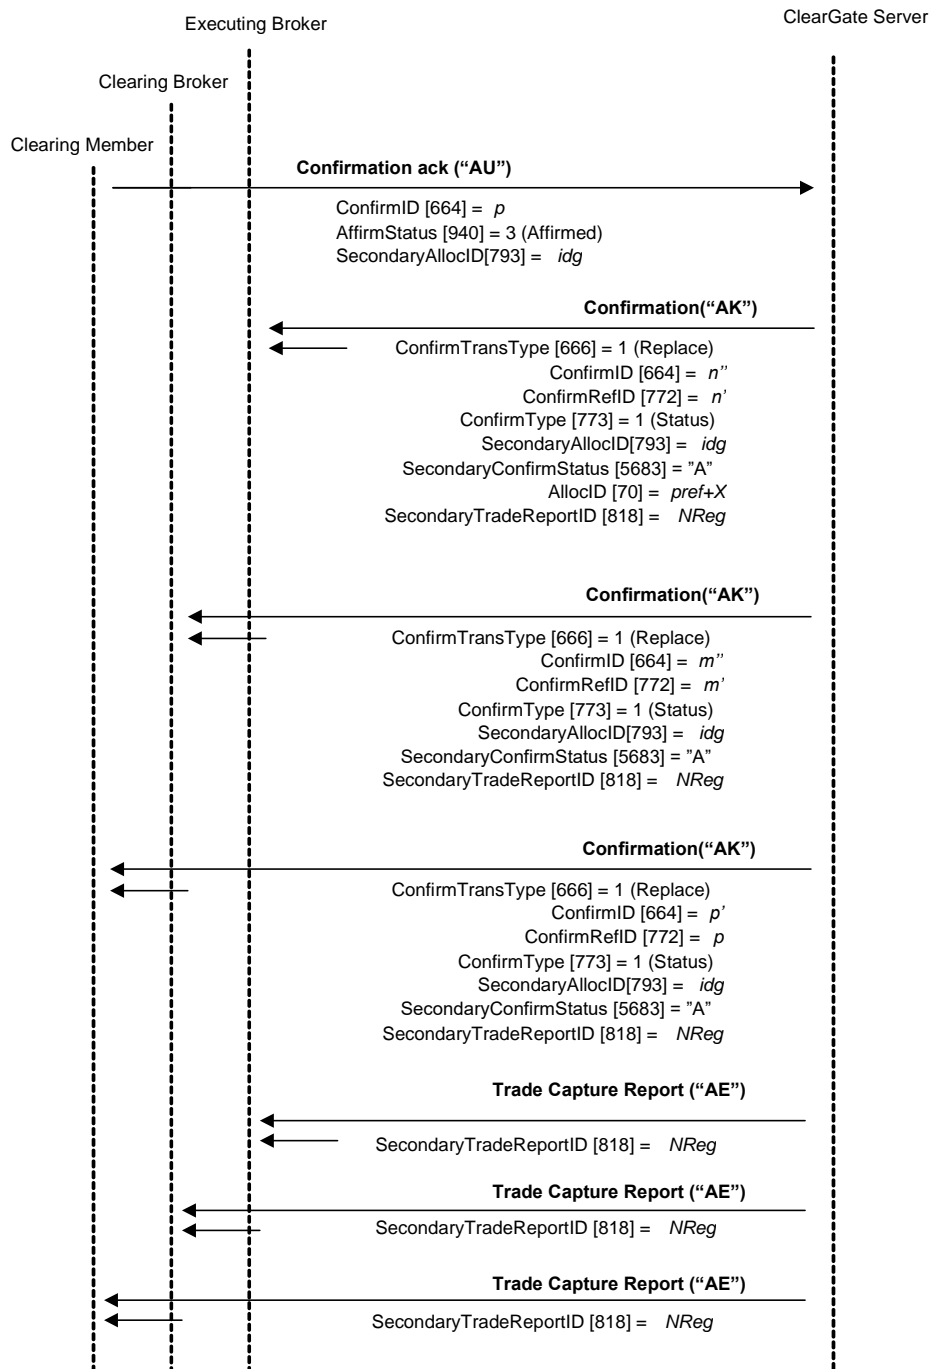 ClearGate Server
Executing Broker
Clearing Broker
Clearing Member
Confirmation ack (“AU”)
ConfirmID [664] = p
AffirmStatus [940] = 3 (Affirmed)
SecondaryAllocID[793] = idg
Confirmation(“AK”)
ConfirmTransType [666] = 1 (Replace)
ConfirmID [664] = n’’
ConfirmRefID [772] = n’
ConfirmType [773] = 1 (Status)
SecondaryAllocID[793] = idg
SecondaryConfirmStatus [5683] = ”A”
AllocID [70] = pref+X
SecondaryTradeReportID [818] = NReg
Confirmation(“AK”)
ConfirmTransType [666] = 1 (Replace)
ConfirmID [664] = m’’
ConfirmRefID [772] = m’
ConfirmType [773] = 1 (Status)
SecondaryAllocID[793] = idg
SecondaryConfirmStatus [5683] = ”A”
SecondaryTradeReportID [818] = NReg
Confirmation(“AK”)
ConfirmTransType [666] = 1 (Replace)
ConfirmID [664] = p’
ConfirmRefID [772] = p
ConfirmType [773] = 1 (Status)
SecondaryAllocID[793] = idg
SecondaryConfirmStatus [5683] = ”A”
SecondaryTradeReportID [818] = NReg
Trade Capture Report (“AE”)
SecondaryTradeReportID [818] = NReg
Trade Capture Report (“AE”)
SecondaryTradeReportID [818] = NReg
Trade Capture Report (“AE”)
SecondaryTradeReportID [818] = NReg